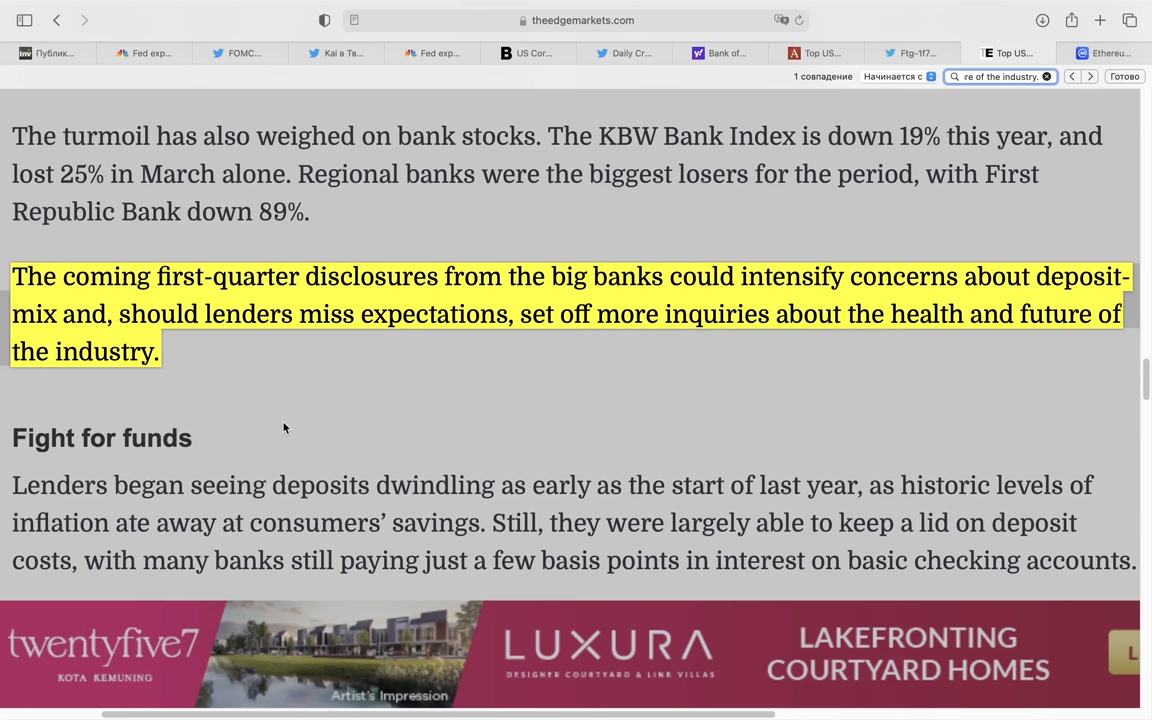 theedgemarkets.com
inv Публик...
Fed exp...
FOMC...
Kai в Тв...
Fed exp...
B US Cor...
Daily Cr...
y! Bank of...
A Top US...
Ftg-1f7...
TE Top US...
Ethereu...
1 совпадение Начинается с re of the industry. Готово
The turmoil has also weighed on bank stocks. The KBW Bank Index is down 19% this year, and
lost 25% in March alone. Regional banks were the biggest losers for the period, with First
Republic Bank down 89%.
The coming first-quarter disclosures from the big banks could intensify concerns about deposit-
mix and, should lenders miss expectations, set off more inquiries about the health and future of
the industry.
Fight for funds
Lenders began seeing deposits dwindling as early as the start of last year, as historic levels of
inflation ate away at consumers’ savings. Still, they were largely able to keep a lid on deposit
costs, with many banks still paying just a few basis points in interest on basic checking accounts.
twentyfive7
KOTA KEMUNING
Artist's Impression
LUXURA
DESIGNER COURTYARD & LINK VILLAS
LAKEFRONTING
COURTYARD HOMES
L